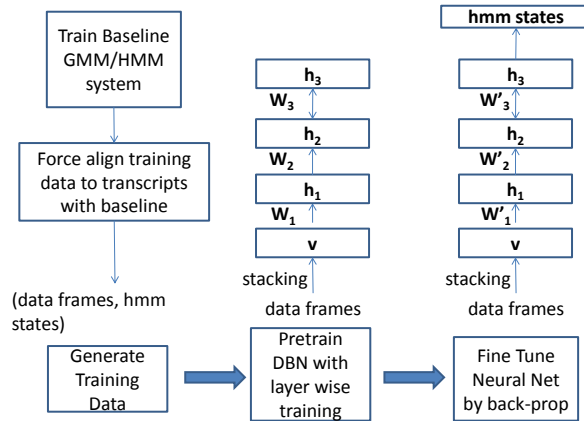 Train Baseline
GMM/HMM
system
Force align training
data to transcripts
with baseline
(data frames, hmm
states)
h3
W3
h2
W2
h1
W1
v
stacking
data frames
hmm states
h3
W'3
h2
W'2
h1
W'1
v
stacking
data frames
Generate
Training
Data
Pretrain
DBN with
layer wise
training
Fine Tune
Neural Net
by back-prop